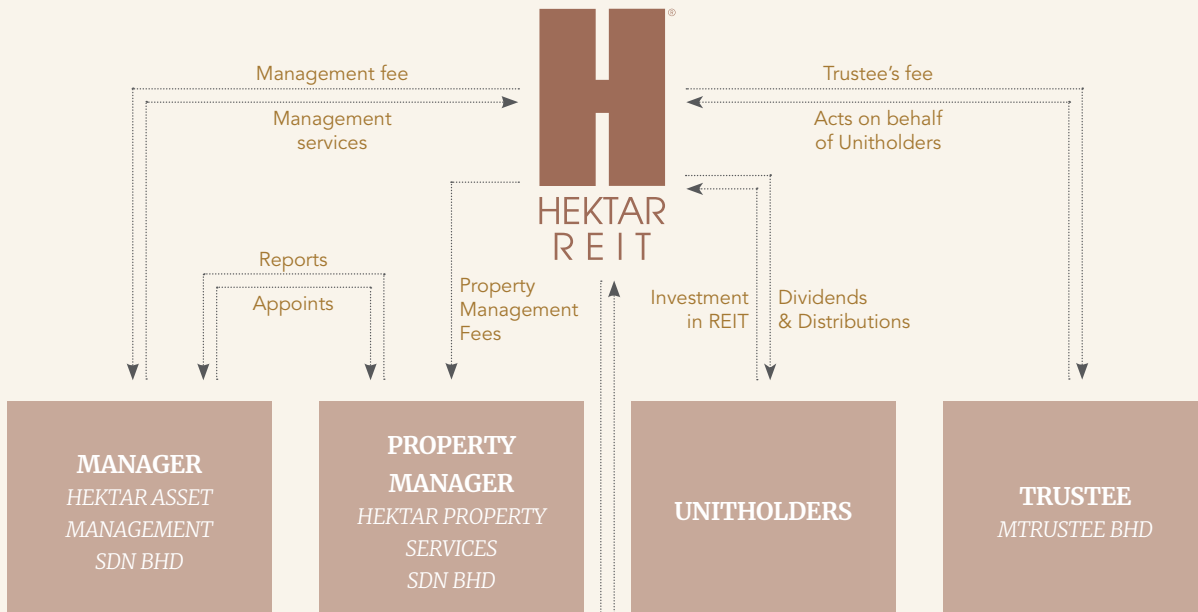 ®
Management fee
Management
services
Trustee’s fee
Acts on behalf
of Unitholders
HEKTAR
REIT
Reports
Appoints
Property
Management
Fees
Investment
in REIT
Dividends
& Distributions
MANAGER
HEKTAR ASSET
MANAGEMENT
SDN BHD
PROPERTY
MANAGER
HEKTAR PROPERTY
SERVICES
SDN BHD
UNITHOLDERS
TRUSTEE
MTRUSTEE BHD